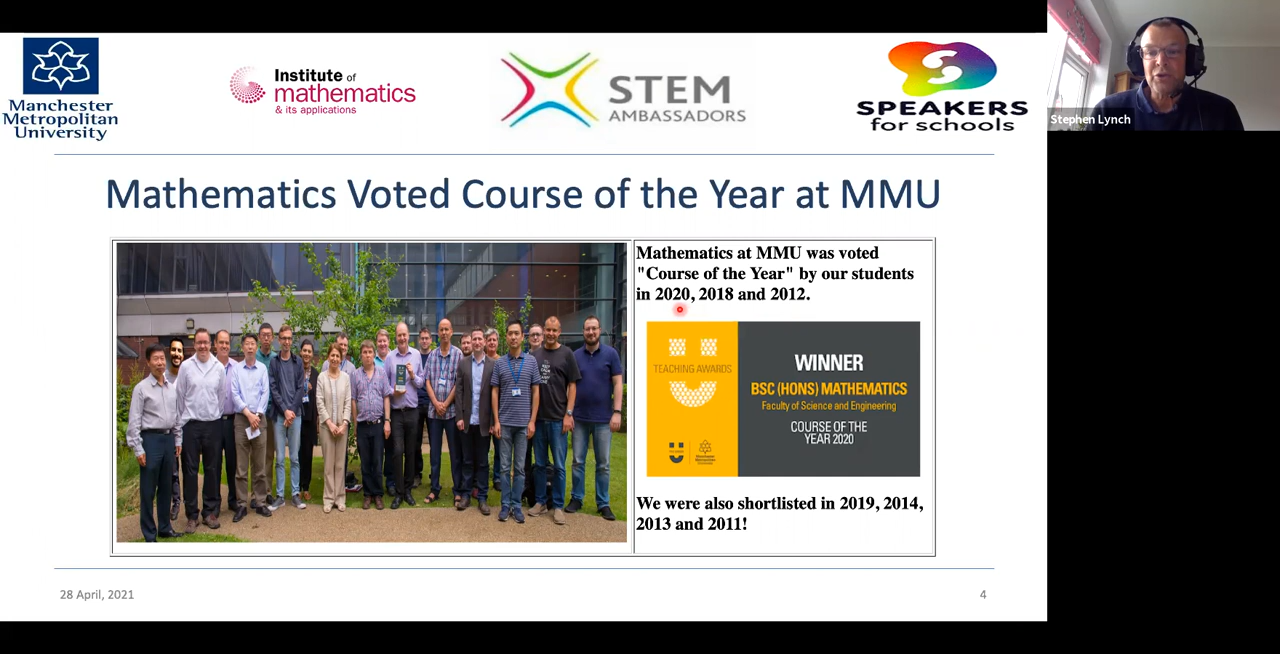 Manchester
Metropolitan
University
Institute of
mathematics
& its applications
STEM
AMBASSADORS
SPEAKERS
for schools
Stephen Lynch
Mathematics Voted Course of the Year at MMU
Mathematics at MMU was voted
"Course of the Year" by our students
in 2020, 2018 and 2012.
TEACHING AWARDS
WINNER
BSC (HONS) MATHEMATICS
Faculty of Science and Engineering
COURSE OF THE
YEAR 2020
We were also shortlisted in 2019, 2014,
2013 and 2011!
28 April, 2021
4